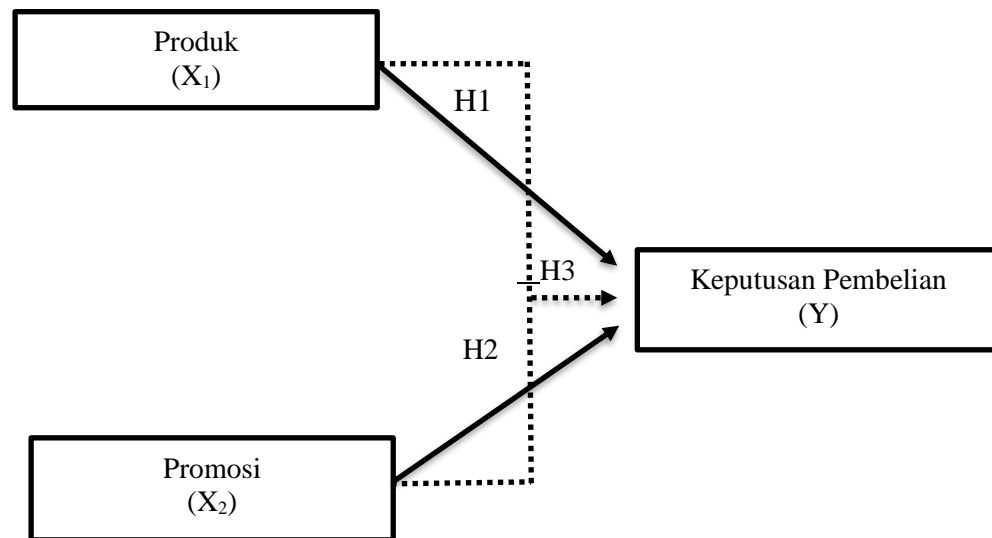 Produk
(X₁)
H1
H3
Keputusan Pembelian
(Y)
H2
Promosi
(X₂)